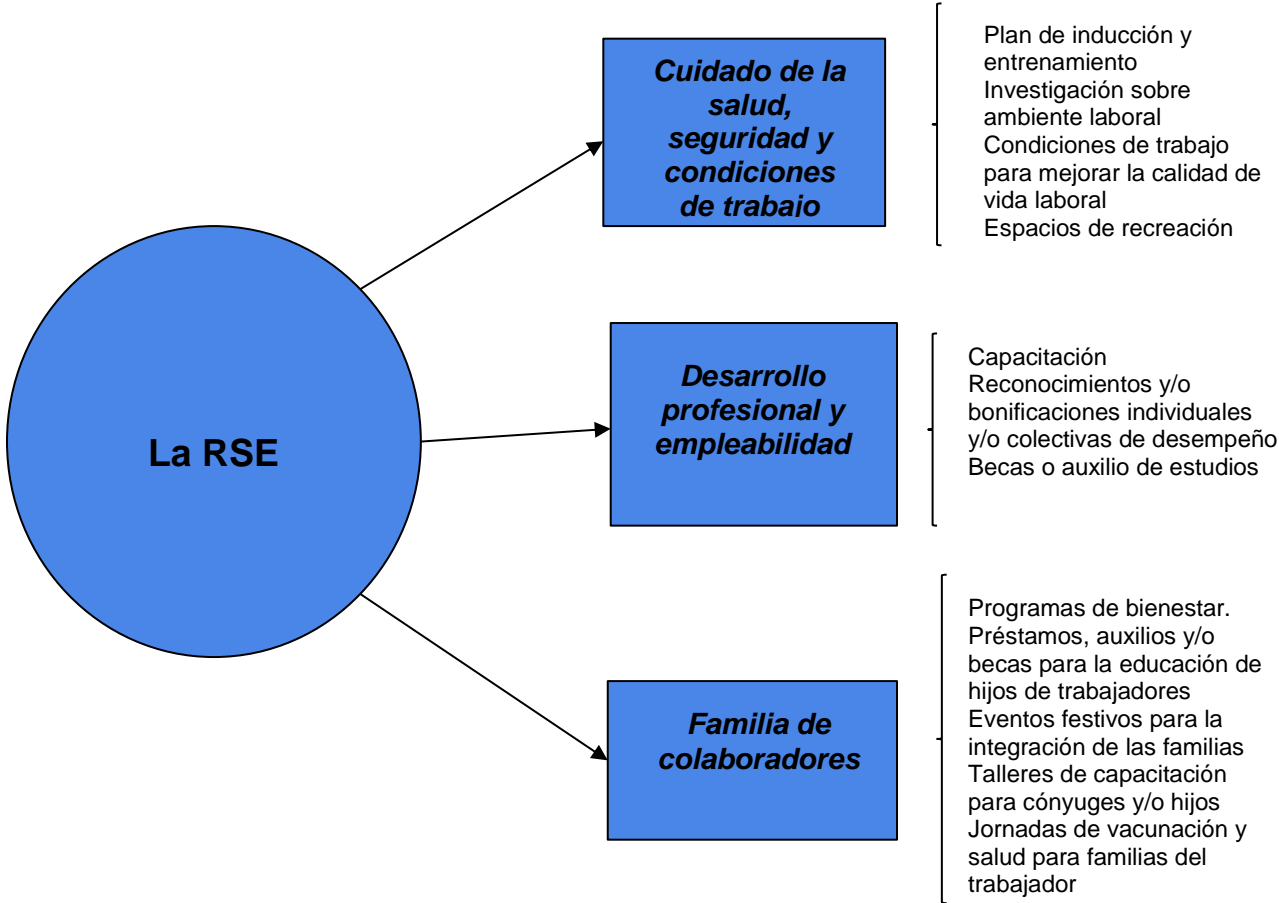 La RSE
Cuidado de la
salud,
seguridad y
condiciones
de trabajo
Plan de inducción y
entrenamiento
Investigación sobre
ambiente laboral
Condiciones de trabajo
para mejorar la calidad de
vida laboral
Espacios de recreación
Desarrollo
profesional y
empleabilidad
Capacitación
Reconocimientos y/o
bonificaciones individuales
y/o colectivas de desempeño
Becas o auxilio de estudios
Familia de
colaboradores
Programas de bienestar.
Préstamos, auxilios y/o
becas para la educación de
hijos de trabajadores
Eventos festivos para la
integración de las familias
Talleres de capacitación
para cónyuges y/o hijos
Jornadas de vacunación y
salud para familias del
trabajador